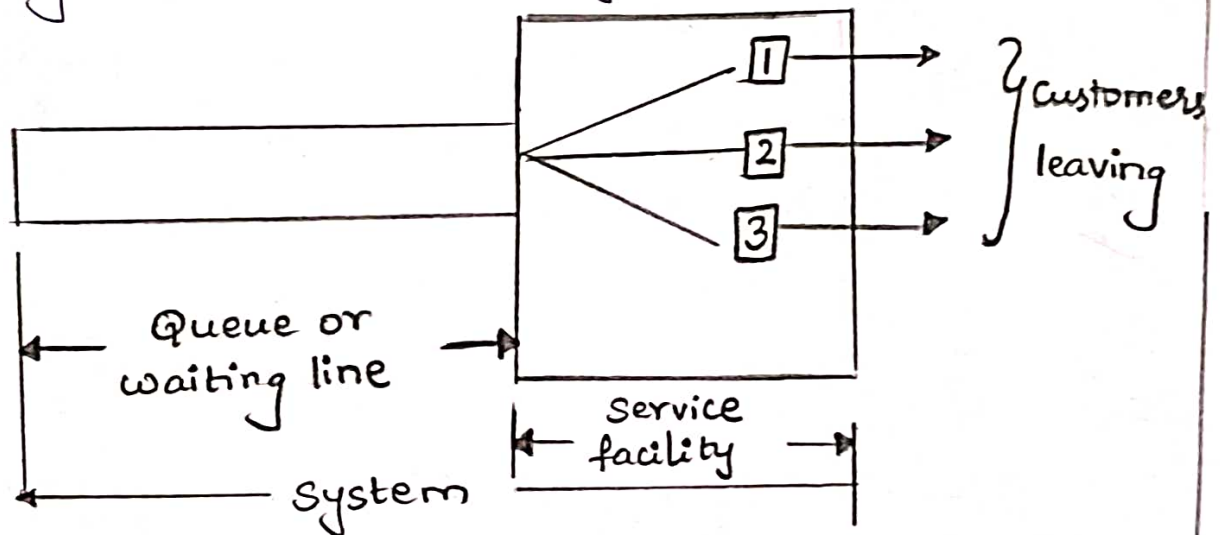 1
2
3
Customers
leaving
Queue or
waiting line
service
facility
System